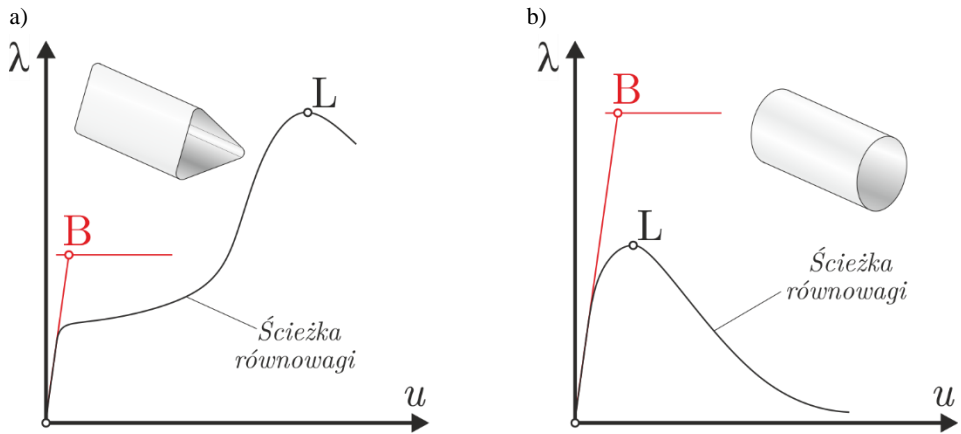 a)
λ
L
B
Ścieżka
równowagi
u
b)
λ
B
L
Ścieżka
równowagi
u